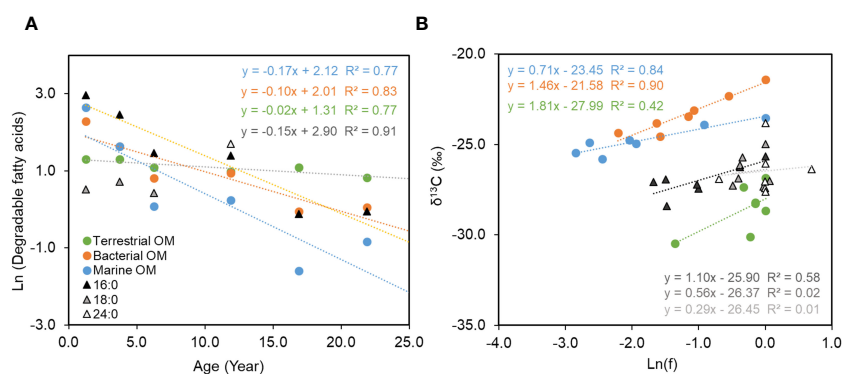 A
B
y = -0.17x + 2.12 R² = 0.77
y = -0.10x + 2.01 R² = 0.83
y = -0.02x + 1.31 R² = 0.77
y = -0.15x + 2.90 R² = 0.91
Ln (Degradable fatty acids)
3.0
1.0
-1.0
-3.0
Terrestrial OM
Bacterial OM
Marine OM
16:0
18:0
24:0
0.0 5.0 10.0 15.0 20.0 25.0
Age (Year)
y = 0.71x - 23.45 R² = 0.84
y = 1.46x - 21.58 R² = 0.90
y = 1.81x - 27.99 R² = 0.42
δ¹³C (‰)
-20.0
-25.0
-30.0
-35.0
y = 1.10x - 25.90 R² = 0.58
y = 0.56x - 26.37 R² = 0.02
y = 0.29x - 26.45 R² = 0.01
-4.0 -3.0 -2.0 -1.0 0.0 1.0
Ln(f)